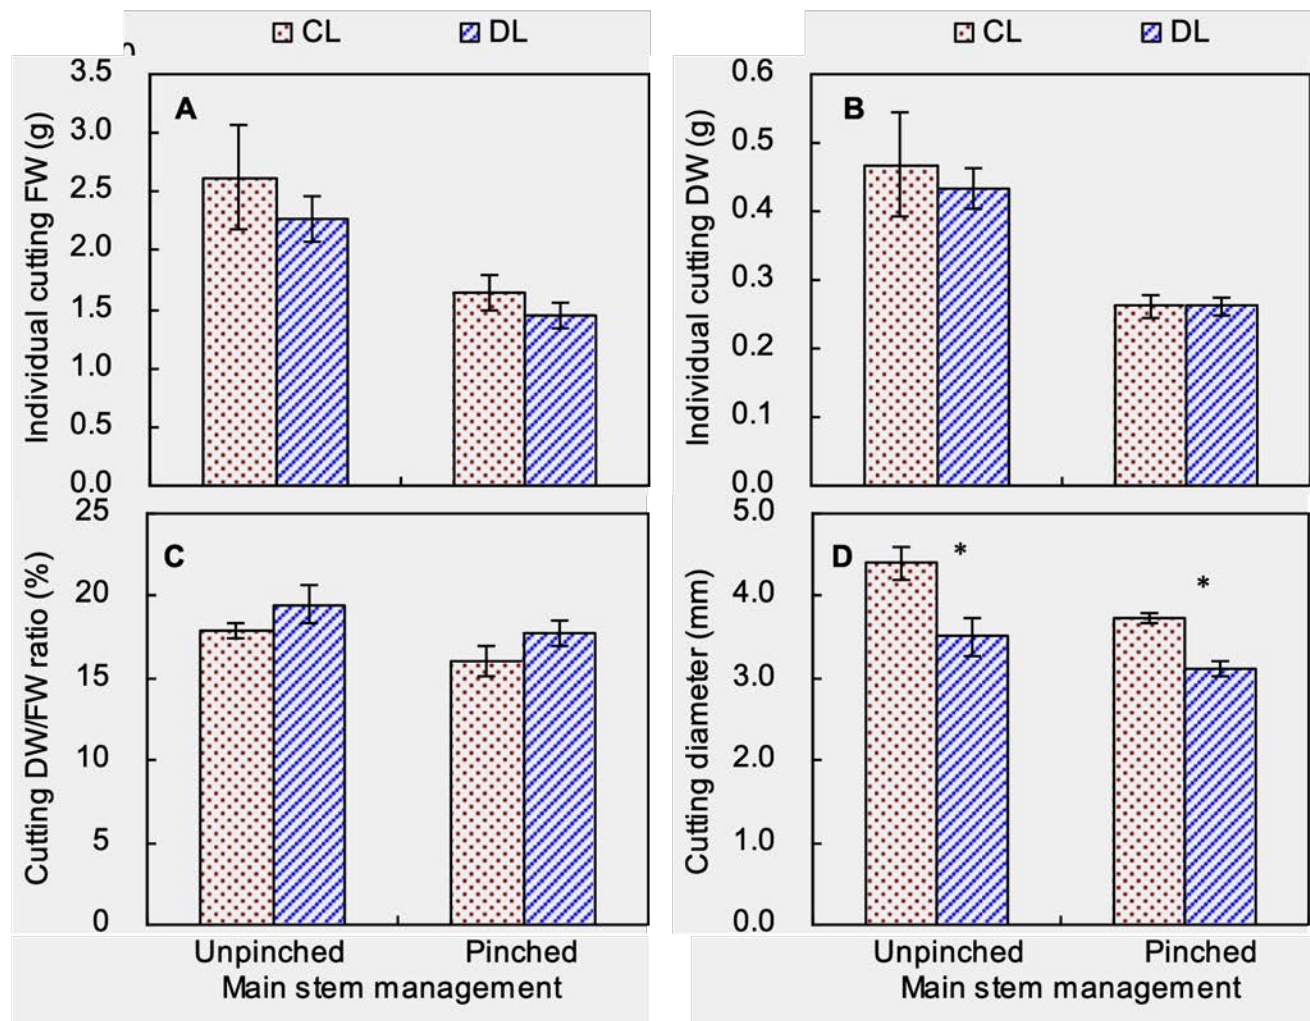 CL DL
3.5
3.0
2.5
2.0
1.5
1.0
0.5
0.0
Individual cutting FW (g)
A
CL DL
0.6
0.5
0.4
0.3
0.2
0.1
0.0
Individual cutting DW (g)
B
25
20
15
10
5
0
Cutting DW/FW ratio (%)
C
Unpinched Pinched
Main stem management
5.0
4.0
3.0
2.0
1.0
0.0
Cutting diameter (mm)
D
*
*
Unpinched Pinched
Main stem management